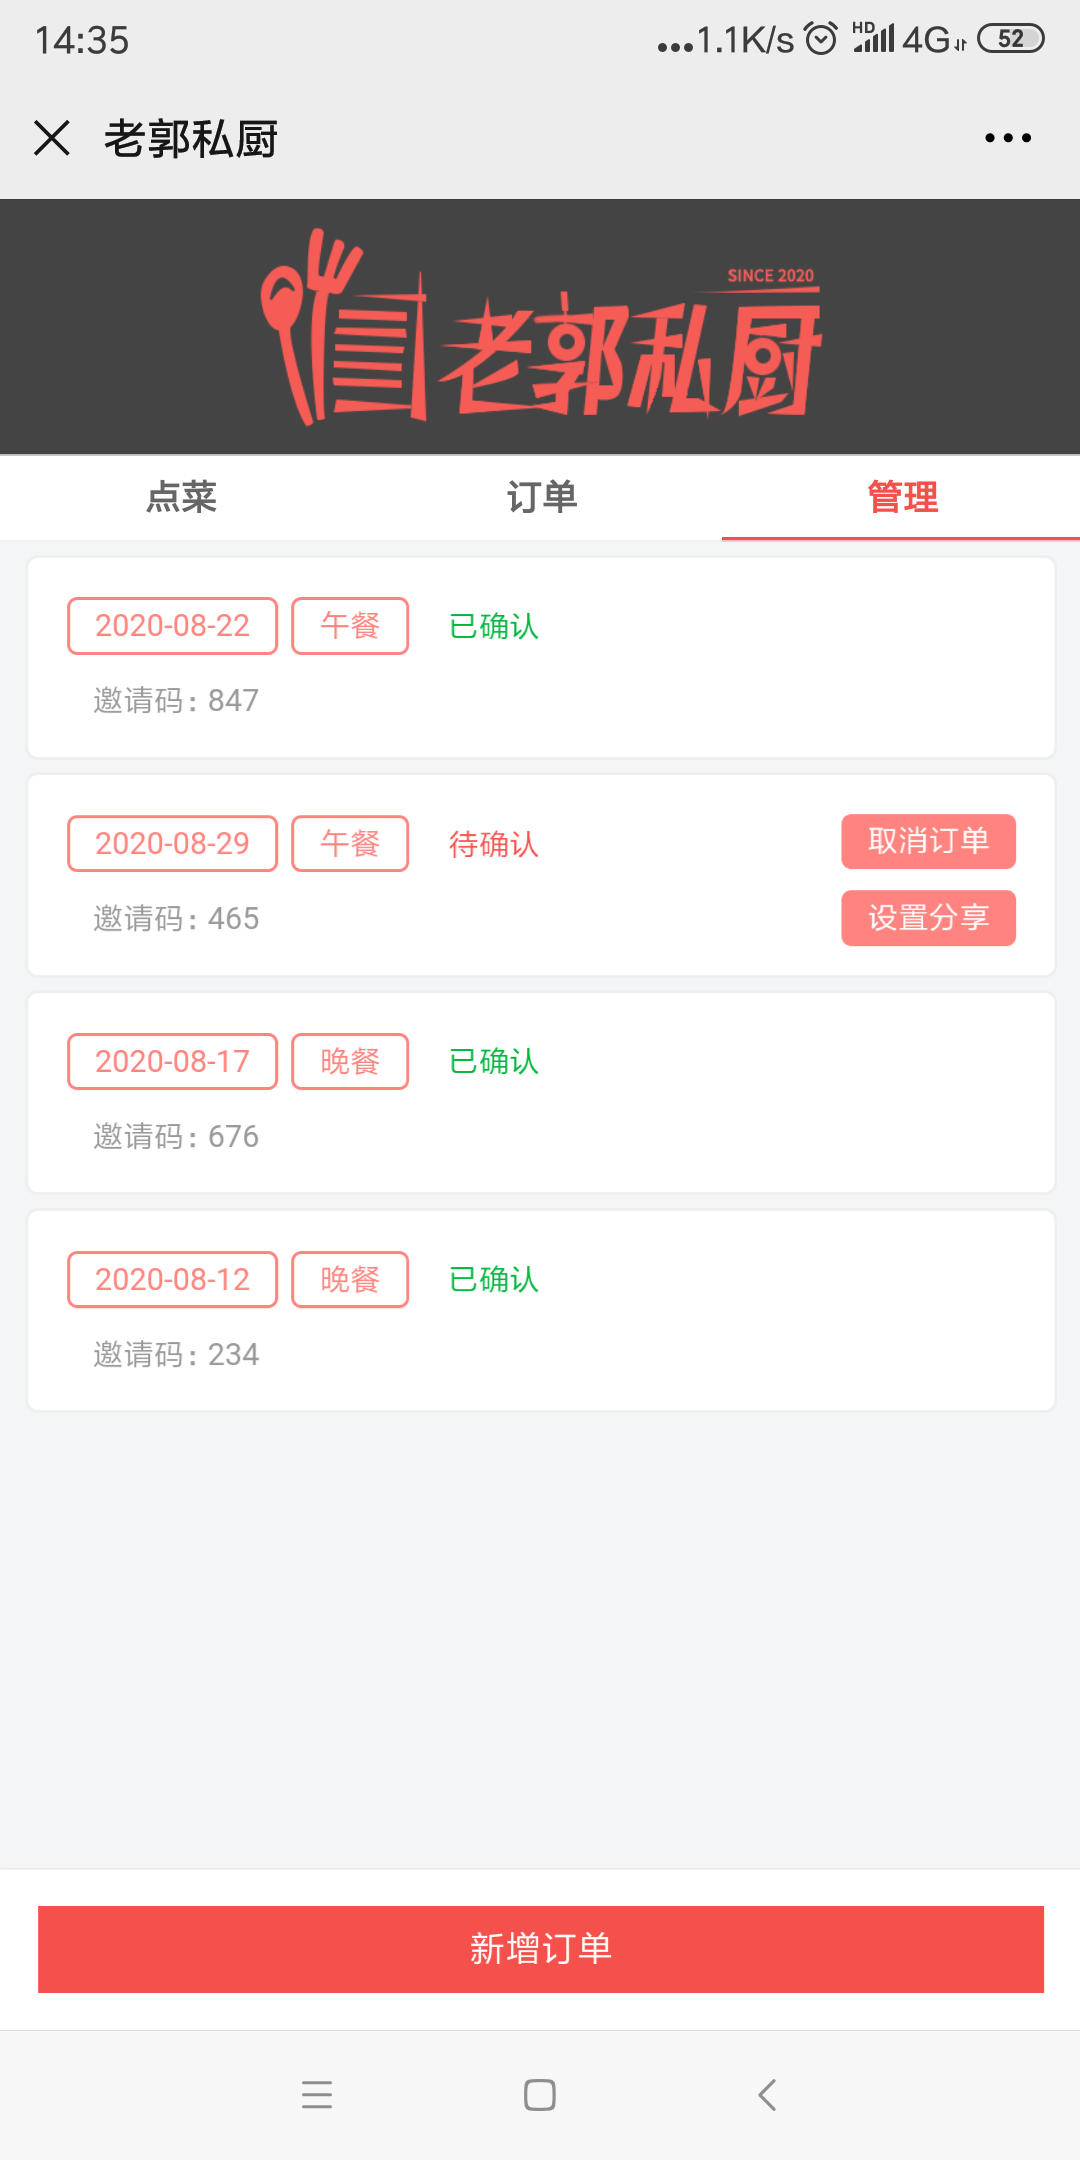 14:35
...1.1K/s HD 4G 52
老郭私厨
SINCE 2020
老郭私厨
点菜 订单 管理
2020-08-22 午餐 已确认
邀请码: 847
2020-08-29 午餐 待确认 取消订单
邀请码: 465 设置分享
2020-08-17 晚餐 已确认
邀请码: 676
2020-08-12 晚餐 已确认
邀请码: 234
新增订单